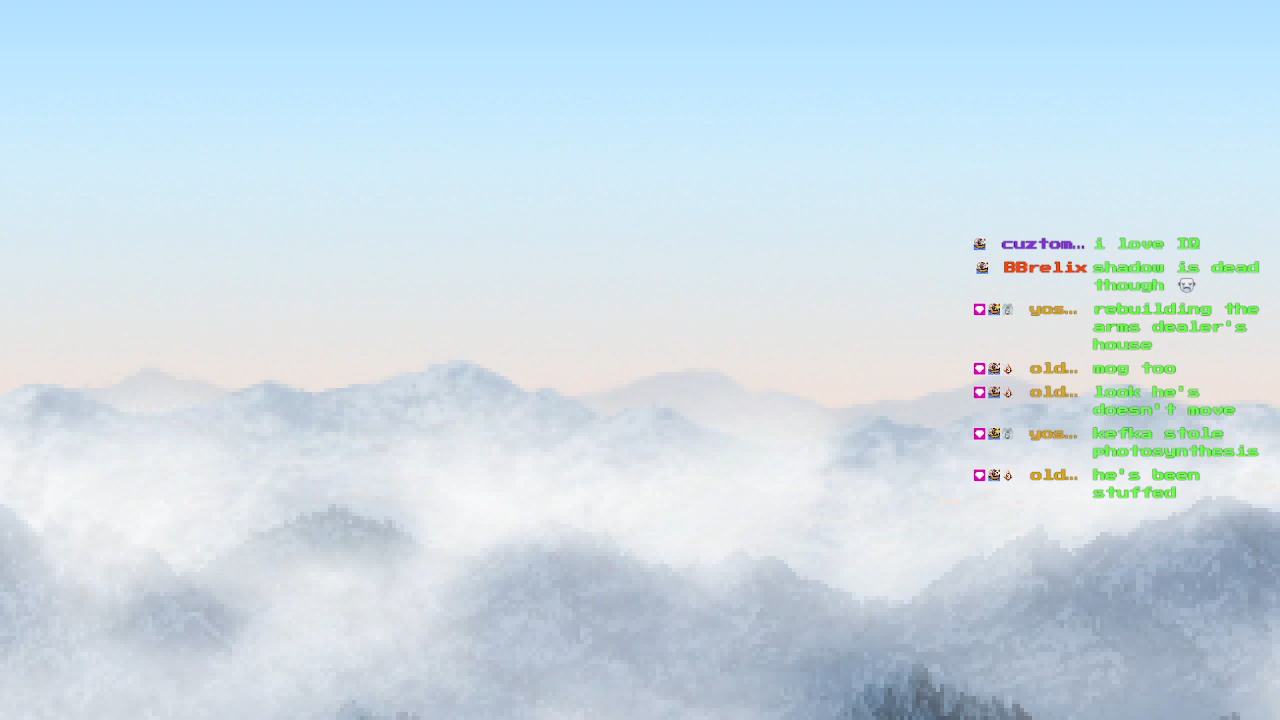 cuztom… i love IQ
BBrelix shadow is dead
though
yos… rebuilding the
arms dealer's
house
old… mog too
old… look he's
doesn't move
yos… kefka stole
photosynthesis
old… he's been
stuffed